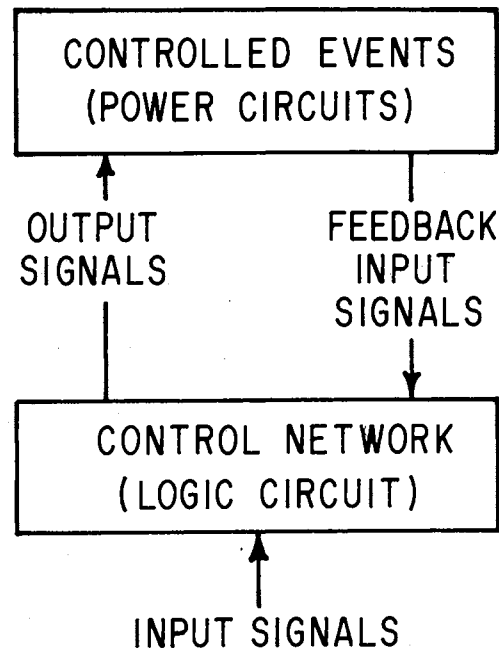 CONTROLLED EVENTS
(POWER CIRCUITS)
OUTPUT
SIGNALS
FEEDBACK
INPUT
SIGNALS
CONTROL NETWORK
(LOGIC CIRCUIT)
INPUT SIGNALS